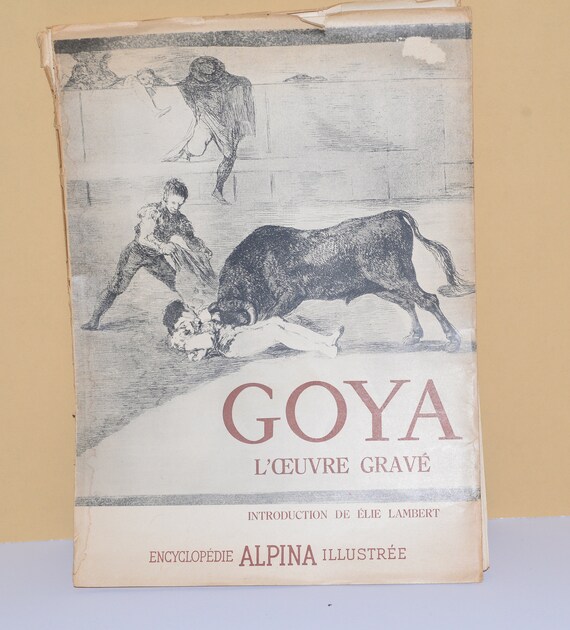 GOYA
L'ŒUVRE GRAVÉ
INTRODUCTION DE ÉLIE LAMBERT
ENCYCLOPÉDIE ALPINA ILLUSTRÉE